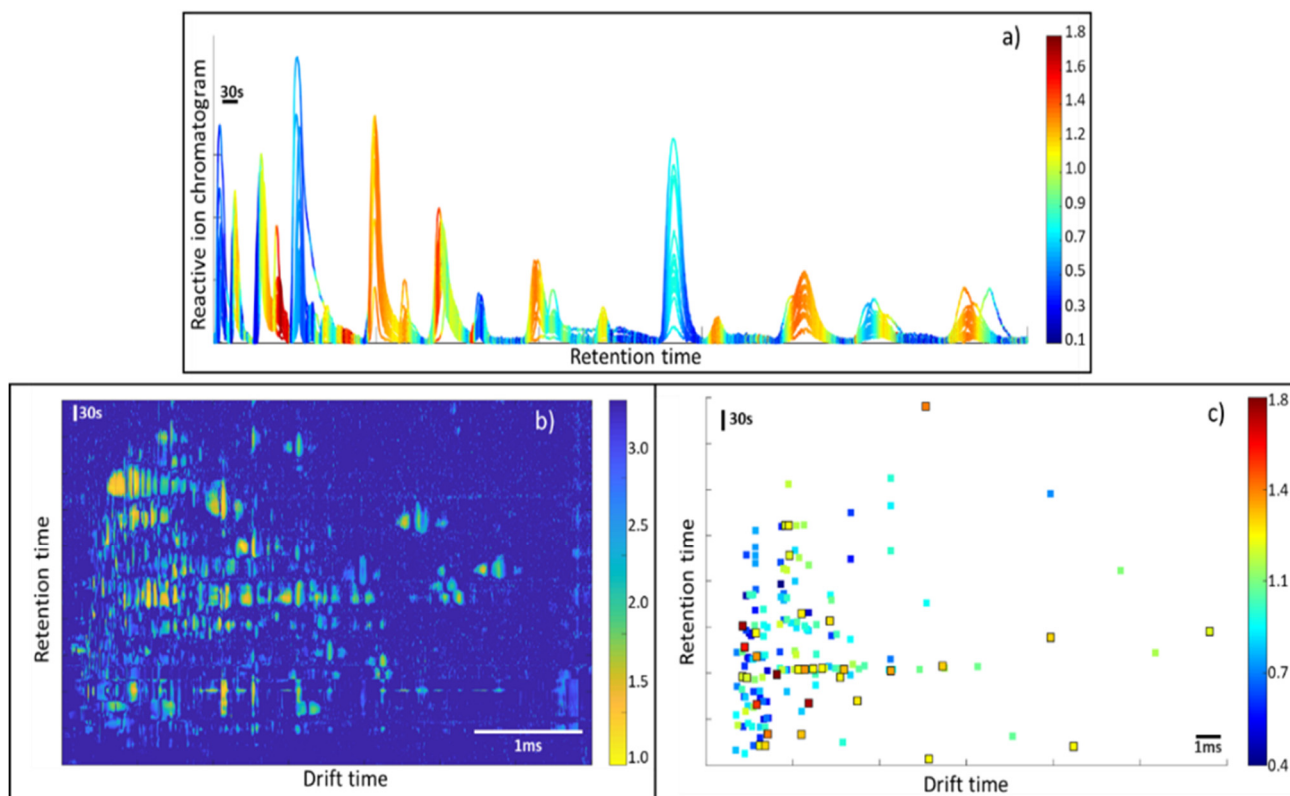 a)
30s
Reactive ion chromatogram
Retention time
1.8
1.6
1.4
1.2
1.0
0.9
0.7
0.5
0.3
0.1
b)
30s
Retention time
Drift time
1ms
3.0
2.5
2.0
1.5
1.0
c)
30s
Retention time
Drift time
1ms
1.8
1.4
1.1
0.7
0.4